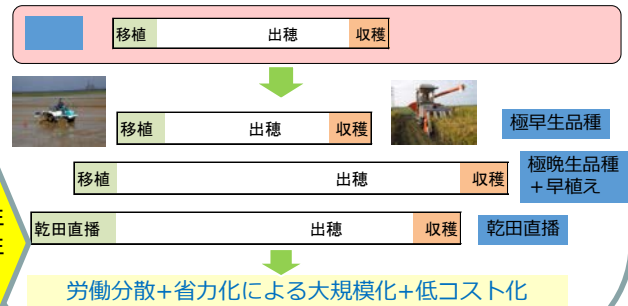 移植 出穂 収穫
移植 出穂 収穫 極早生品種
移植 出穂 収穫 極晩生品種
+早植え
乾田直播 出穂 収穫 乾田直播
労働分散+省力化による大規模化+低コスト化